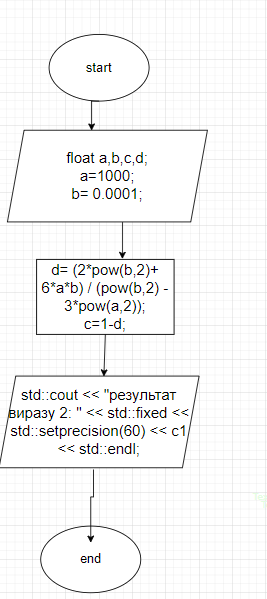 start
float a,b,c,d;
a=1000;
b= 0.0001;
d= (2*pow(b,2)+
6*a*b) / (pow(b,2) -
3*pow(a,2));
c=1-d;
std::cout << "результат
виразу 2: " << std::fixed <<
std::setprecision(60) << c1
<< std::endl;
end